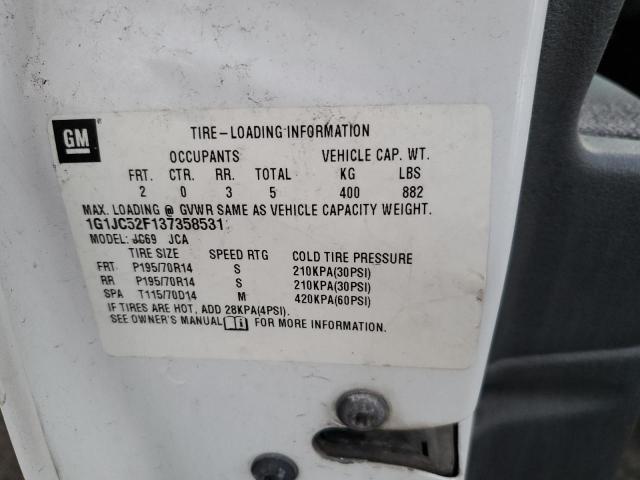 GM
TIRE-LOADING INFORMATION
OCCUPANTS VEHICLE CAP. WT.
FRT. CTR. RR. TOTAL KG LBS
2 0 3 5 400 882
MAX. LOADING @ GVWR SAME AS VEHICLE CAPACITY WEIGHT.
1G1JC52F137358531
MODEL: JC69 JCA
TIRE SIZE SPEED RTG COLD TIRE PRESSURE
FRT P195/70R14 S 210KPA(30PSI)
RR P195/70R14 S 210KPA(30PSI)
SPA T115/70D14 M 420KPA(60PSI)
IF TIRES ARE HOT, ADD 28KPA(4PSI).
SEE OWNER'S MANUAL FOR MORE INFORMATION.